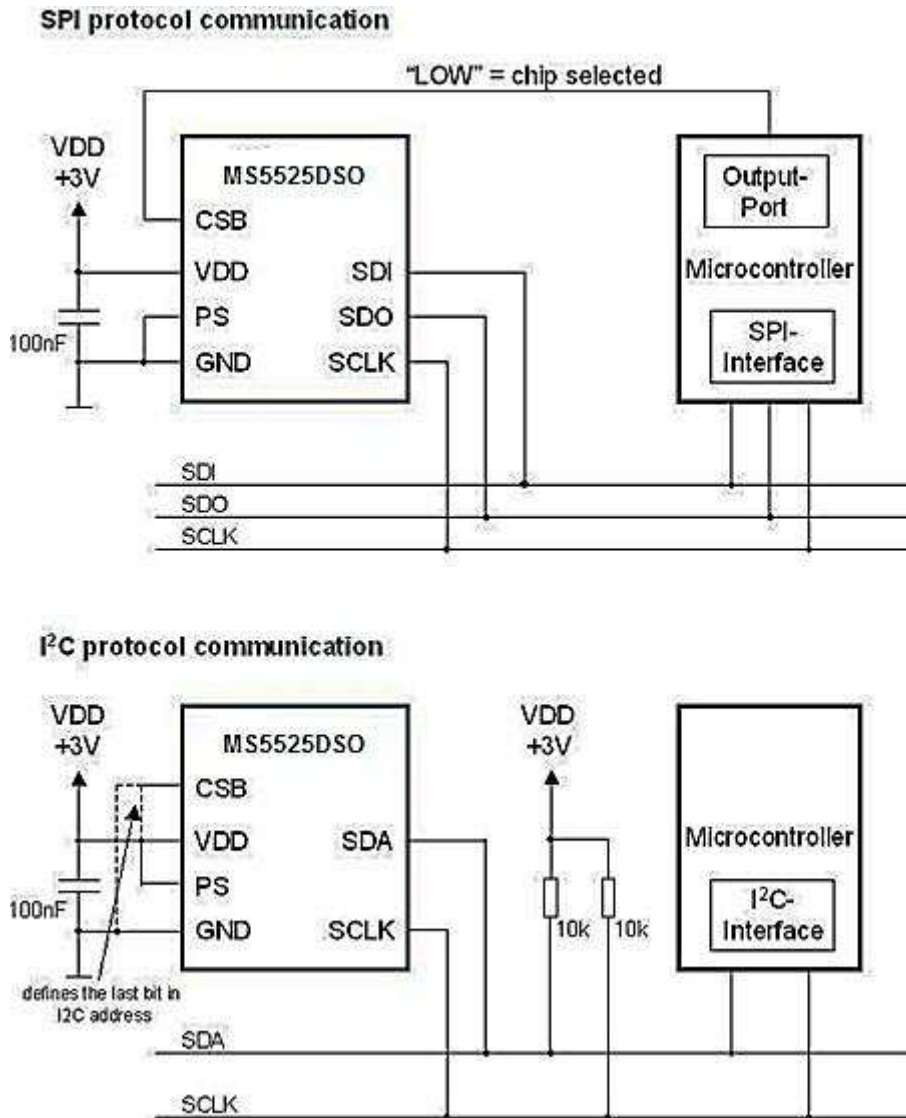 SPI protocol communication
"LOW" = chip selected
VDD
+3V
MS5525DSO
CSB
VDD
PS
GND
SDI
SDO
SCLK
100nF
Output-
Port
Microcontroller
SPI-
Interface
SDI
SDO
SCLK
I²C protocol communication
VDD
+3V
MS5525DSO
CSB
VDD
PS
GND
SDA
SCLK
100nF
defines the last bit in
I2C address
VDD
+3V
10k
10k
Microcontroller
I²C-
Interface
SDA
SCLK